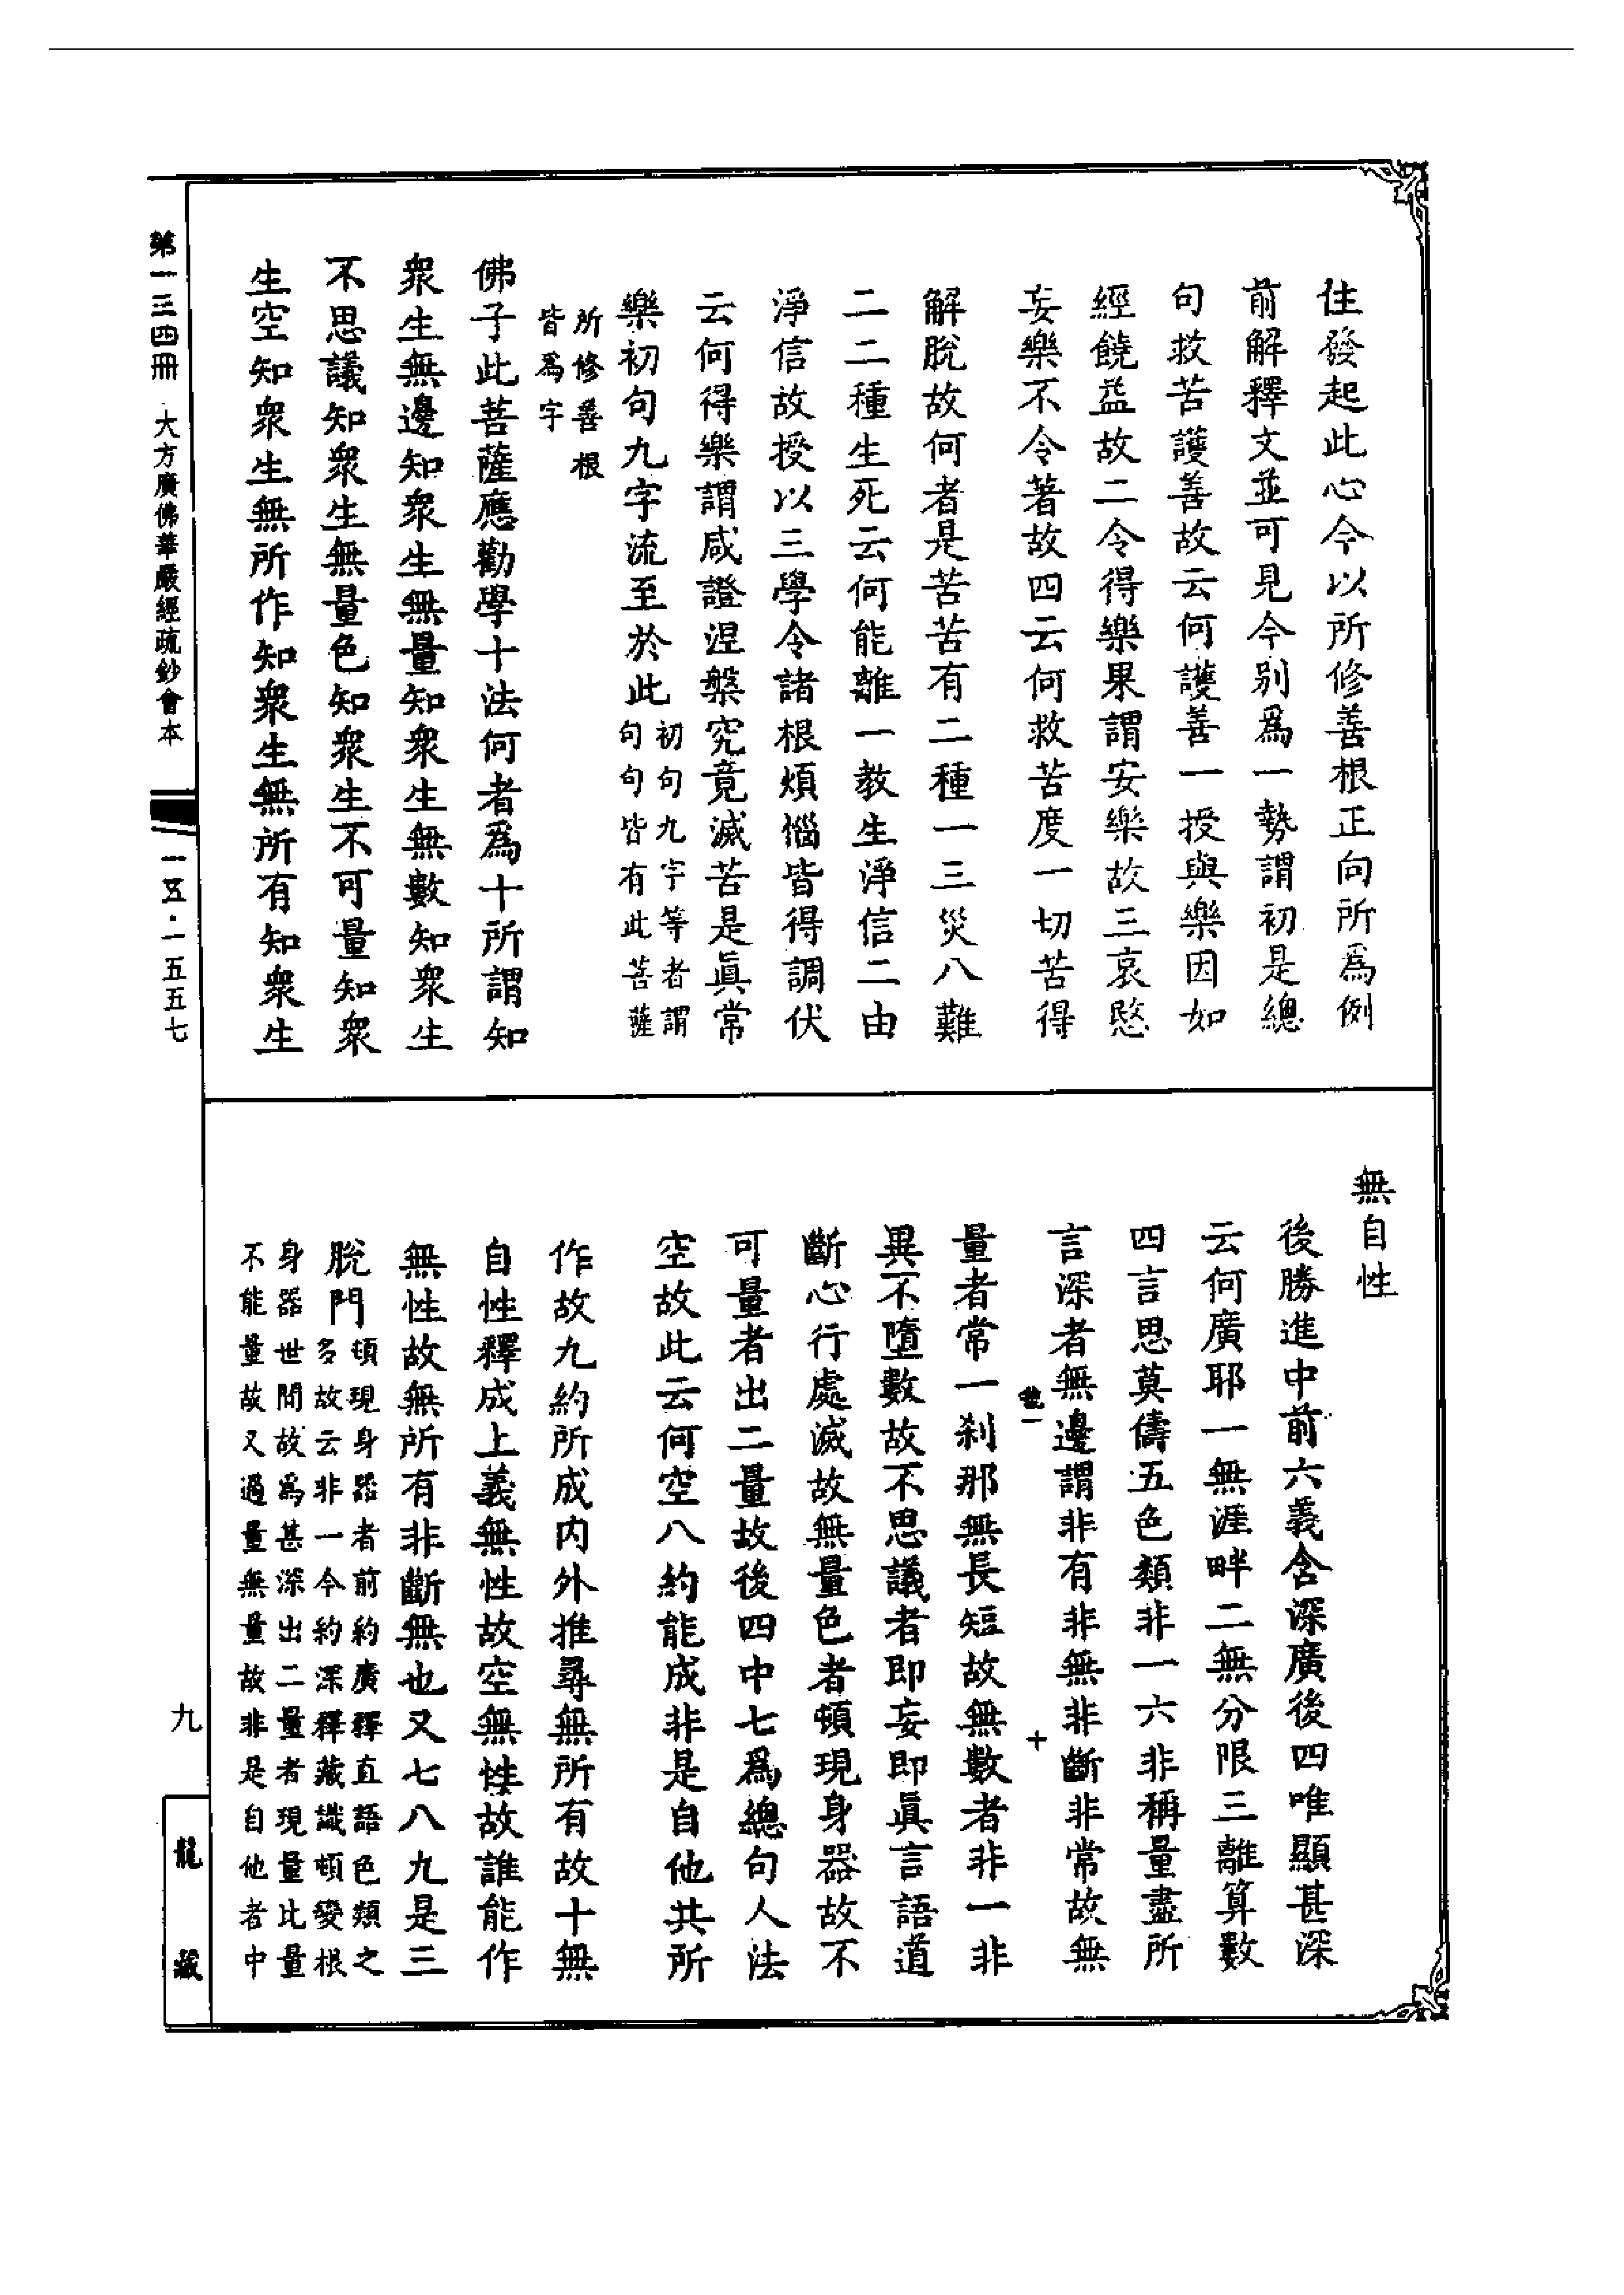 住發起此心今以所修善根正向所爲例
前解釋文並可見今別爲一勢謂初是總
句救苦護善故云何護善一授與樂因如
經饒益故二令得樂果謂安樂故三哀愍
妄樂不令著故四云何救苦度一切苦得
解脫故何者是苦苦有二種一三災八難
二二種生死云何能離一教生淨信二由
淨信故授以三學令諸根煩惱皆得調伏
云何得樂謂咸證涅槃究竟滅苦是眞常
樂初句九字流至於此
初句九字等者謂
句句皆有此菩薩
所修善根
皆爲字
佛子此菩薩應勸學十法何者爲十所謂知
衆生無邊知衆生無量知衆生無數知衆生
不思議知衆生無量色知衆生不可量知衆
生空知衆生無所作知衆生無所有知衆生
第一三四冊 大方廣佛華嚴經疏鈔會本
一五·一五五七
無自性
後勝進中前六義含深廣後四唯顯甚深
云何廣耶一無涯畔二無分限三離算數
四言思莫儔五色類非一六非稱量盡所
言深者無邊謂非有非無非斷非常故無
十
量者常一刹那無長短故無數者非一非
異不墮數故不思議者即妄即眞言語道
斷心行處滅故無量色者頓現身器故不
可量者出二量故後四中七爲總句人法
空故此云何空八約能成非是自他共所
作故九約所成内外推尋無所有故十無
自性釋成上義無性故空無性故誰能作
無性故無所有非斷無也又七八九是三
脫門
頓現身器者前約廣釋直語色類之
多故云非一今約深釋藏識頓變根
身器世間故爲甚深出二量者現量比量
不能量故又過量無量故非是自他者中
九
龍藏